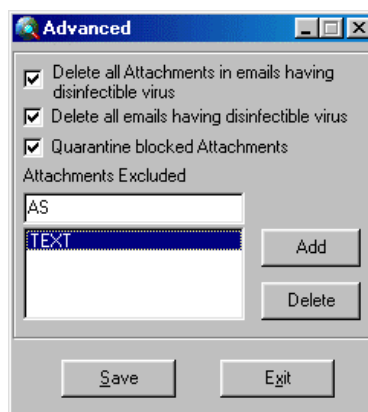 Advanced
Delete all Attachments in emails having
disinfectible virus
Delete all emails having disinfectible virus
Quarantine blocked Attachments
Attachments Excluded
AS
TEXT
Add
Delete
Save
Exit